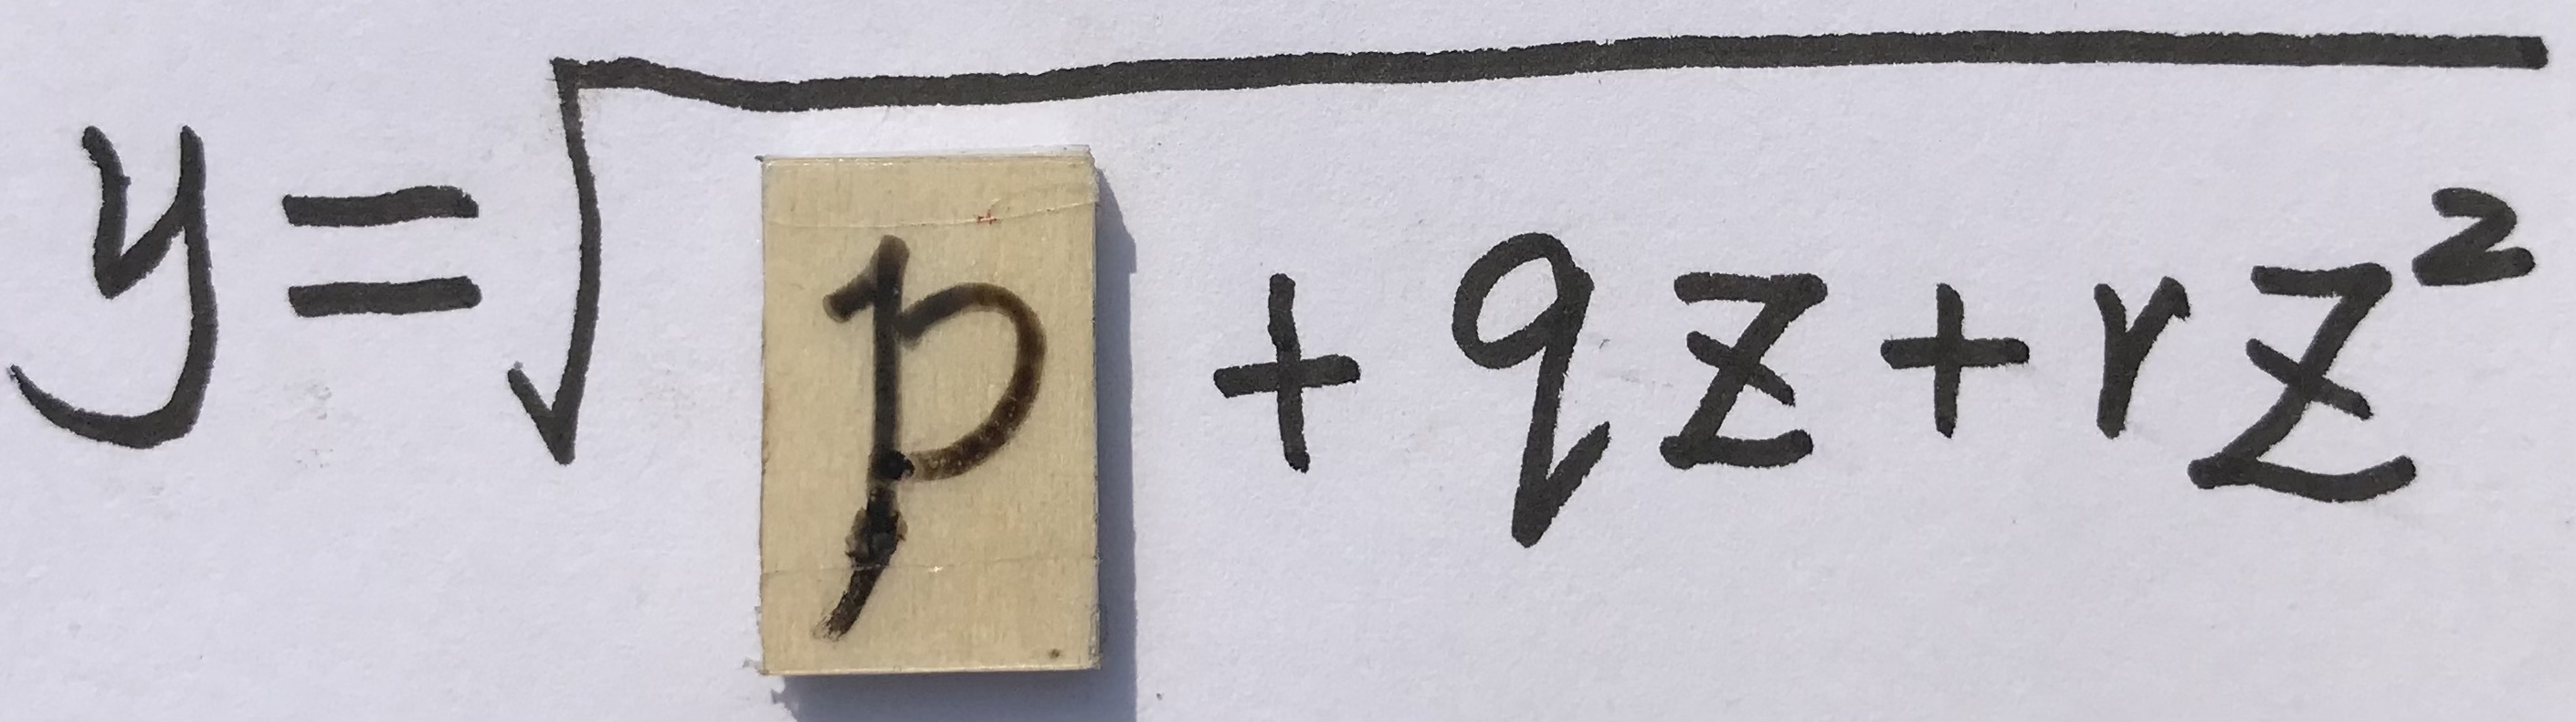 y = √(p + qz + rz²)